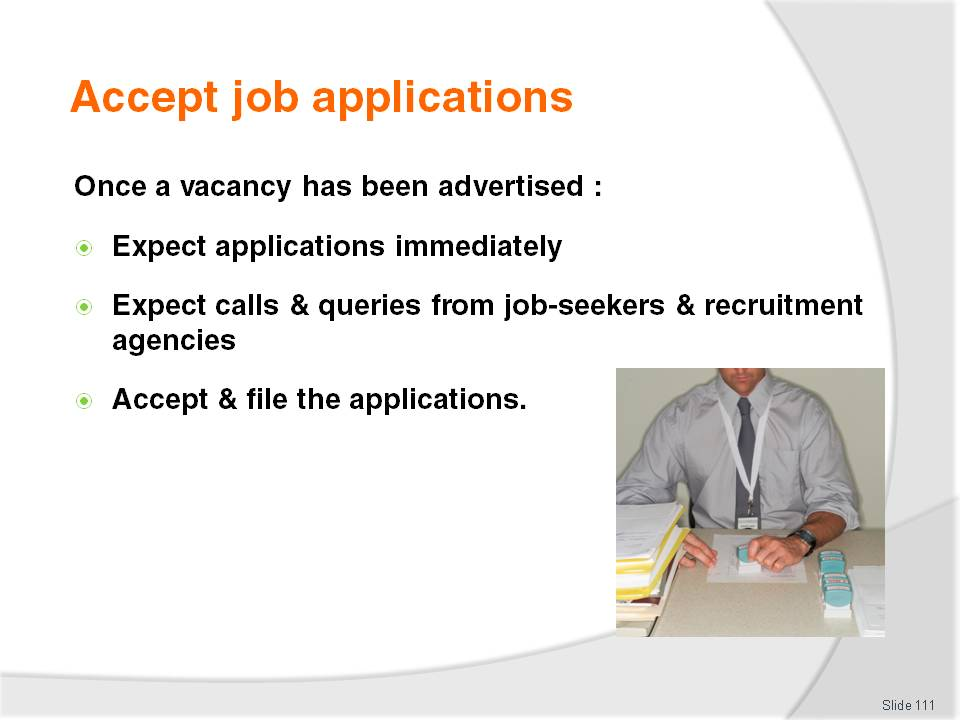 Accept job applications
Once a vacancy has been advertised :
Expect applications immediately
Expect calls & queries from job-seekers & recruitment
agencies
Accept & file the applications.
Slide 111